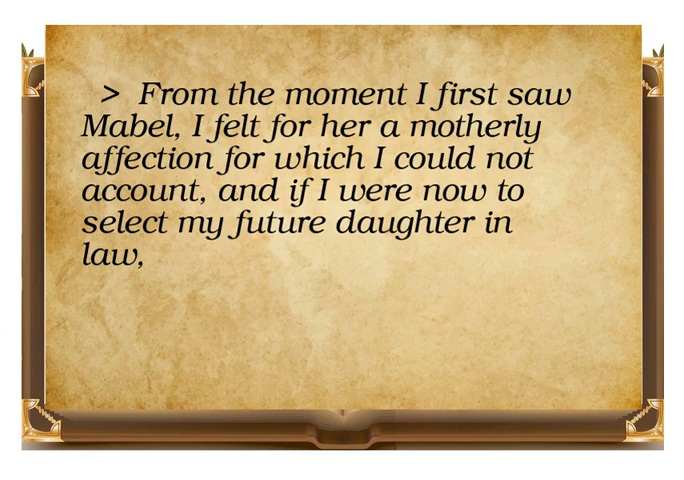 > From the moment I first saw
Mabel, I felt for her a motherly
affection for which I could not
account, and if I were now to
select my future daughter in
law,